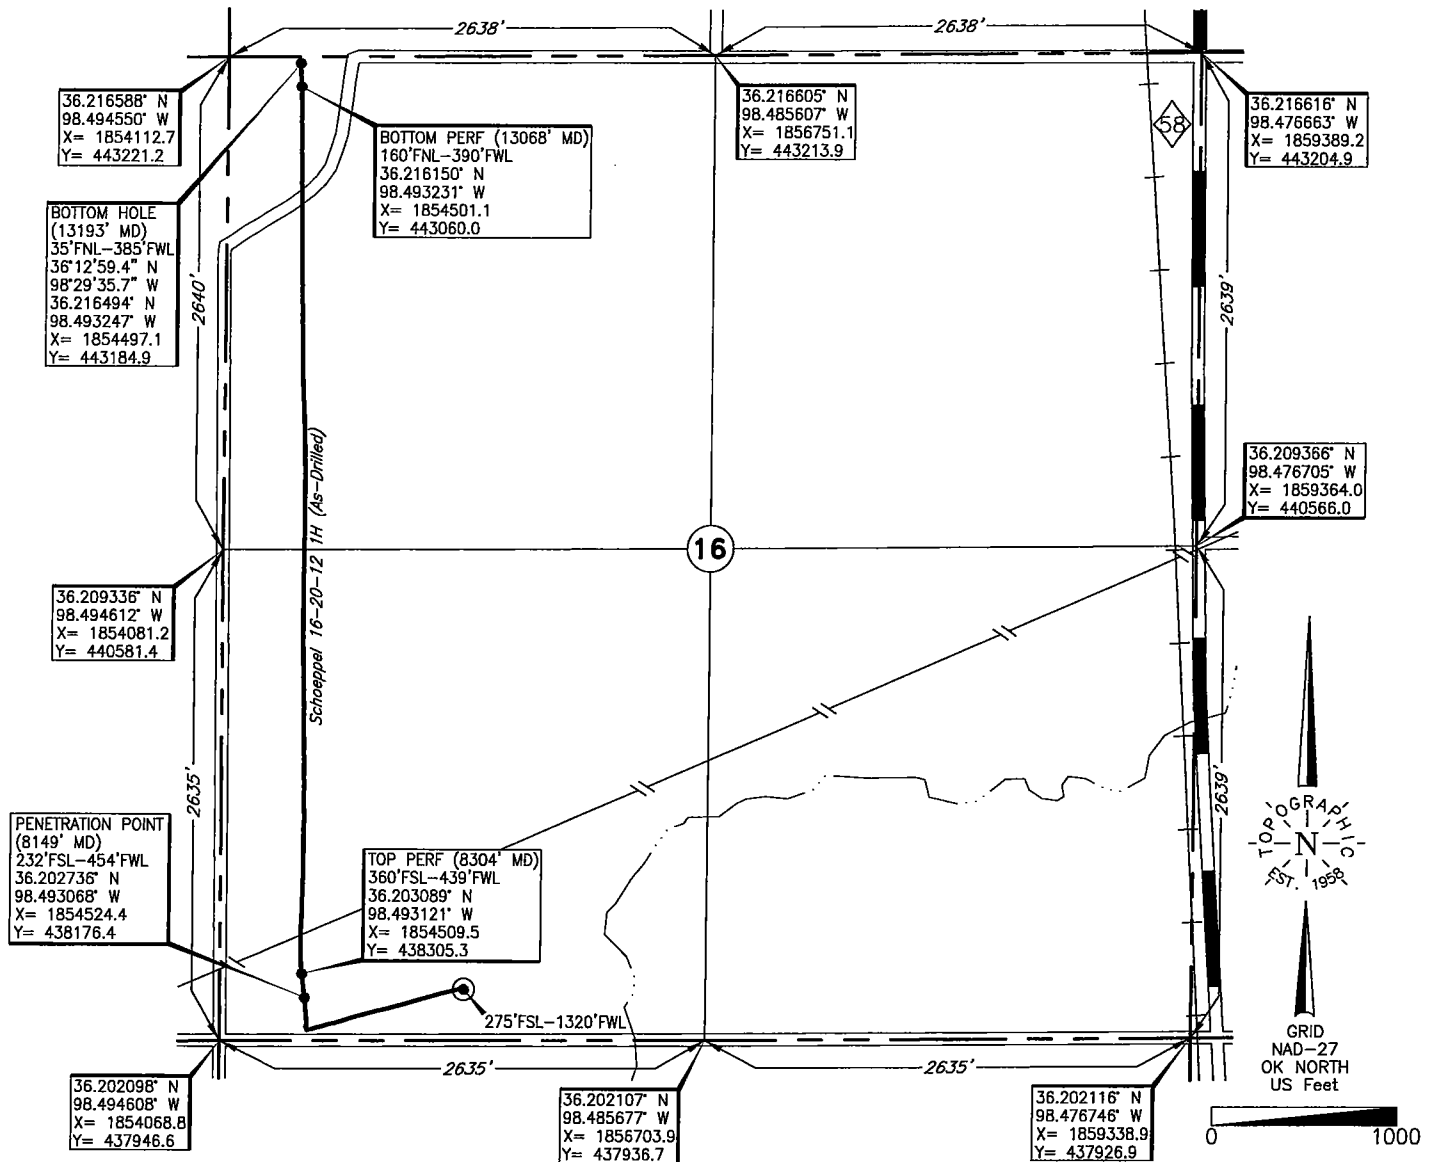 2638'
2638'
36.216588° N
98.494550° W
X= 1854112.7
Y= 443221.2
BOTTOM PERF (13068' MD)
160'FNL-390'FWL
36.216150° N
98.493231° W
X= 1854501.1
Y= 443060.0
36.216605° N
98.485607° W
X= 1856751.1
Y= 443213.9
58
36.216616° N
98.476663° W
X= 1859389.2
Y= 443204.9
BOTTOM HOLE
(13193' MD)
35'FNL-385'FWL
36°12'59.4" N
98°29'35.7" W
36.216494° N
98.493247° W
X= 1854497.1
Y= 443184.9
2640'
2639'
Schoeppel 16-20-12 1H (As-Drilled)
36.209366° N
98.476705° W
X= 1859364.0
Y= 440566.0
16
36.209336° N
98.494612° W
X= 1854081.2
Y= 440581.4
2635'
2639'
PENETRATION POINT
(8149' MD)
232'FSL-454'FWL
36.202736° N
98.493068° W
X= 1854524.4
Y= 438176.4
TOP PERF (8304' MD)
360'FSL-439'FWL
36.203089° N
98.493121° W
X= 1854509.5
Y= 438305.3
TOPOGRAPHIC
N
EST. 1958
275'FSL-1320'FWL
GRID
NAD-27
OK NORTH
US Feet
2635'
2635'
36.202098° N
98.494608° W
X= 1854068.8
Y= 437946.6
36.202107° N
98.485677° W
X= 1856703.9
Y= 437936.7
36.202116° N
98.476746° W
X= 1859338.9
Y= 437926.9
0 1000